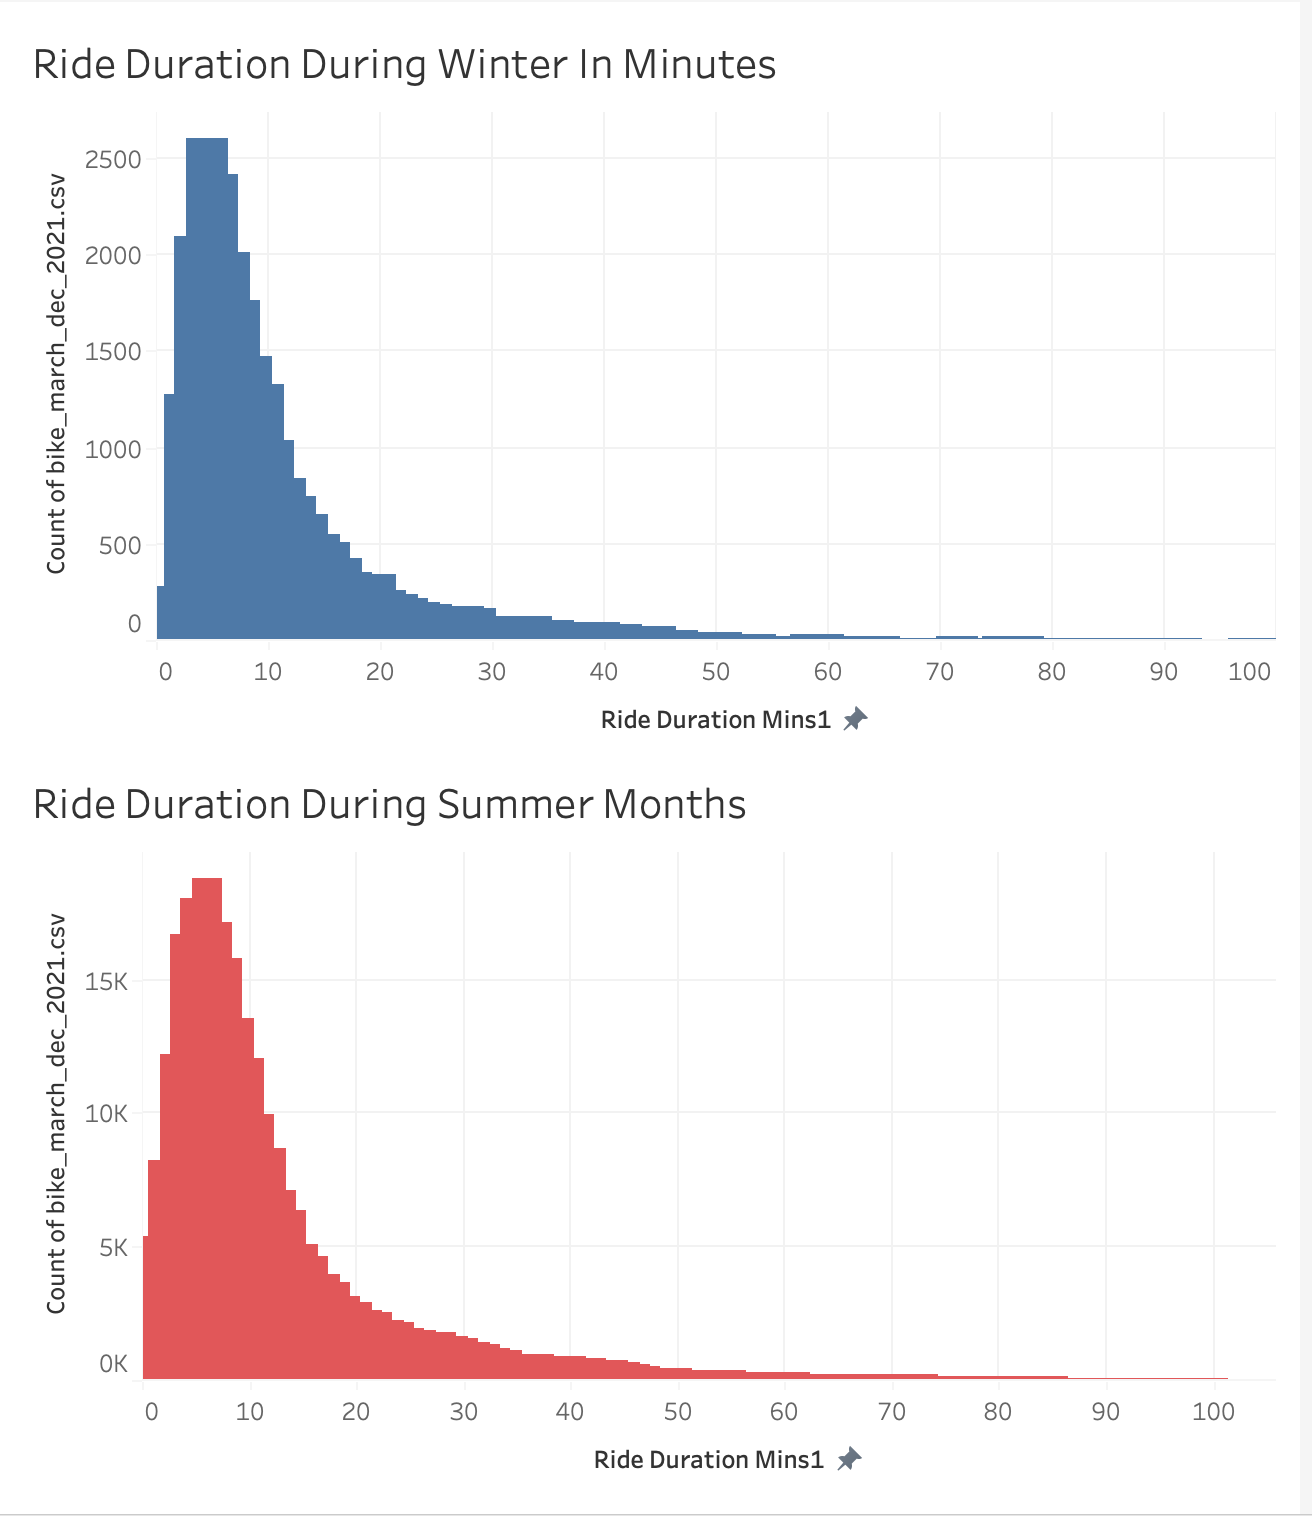 Ride Duration During Winter In Minutes
Count of bike_march_dec_2021.csv
2500
2000
1500
1000
500
0
0 10 20 30 40 50 60 70 80 90 100
Ride Duration Mins1
Ride Duration During Summer Months
Count of bike_march_dec_2021.csv
15K
10K
5K
0K
0 10 20 30 40 50 60 70 80 90 100
Ride Duration Mins1